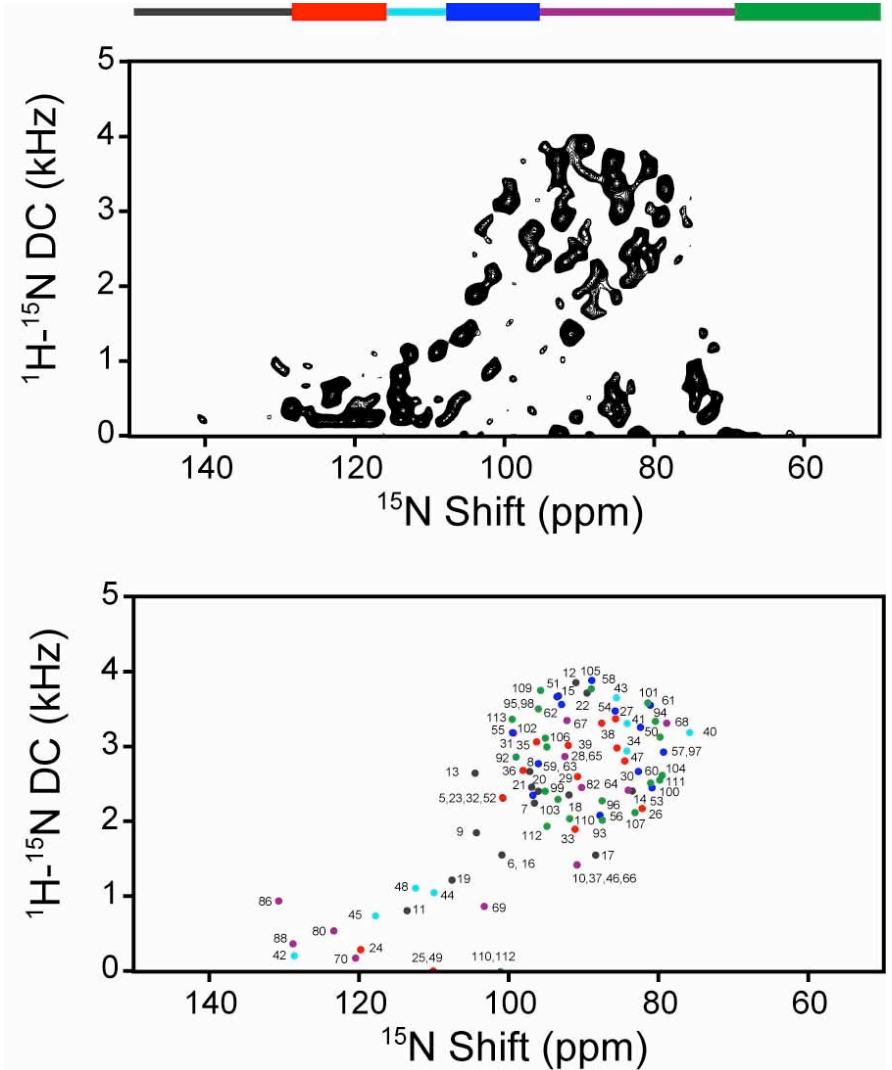 5
4
3
2
1
0
¹H-¹⁵N DC (kHz)
140 120 100 80 60
¹⁵N Shift (ppm)
5
4
3
2
1
0
¹H-¹⁵N DC (kHz)
12 105
109 51 15 58 43
95,98 62 22 54 27 101 61
113 67 41 94 68
55 102 38 50 40
31 35 106 39 34
92 8 28,65 47 57,97
13 36 59, 63 60 104
21 20 29 30 111
5,23,32,52 99 82 64 14 100
7 103 18 96 53
9 110 56 26
112 33 93 107
6, 16 17
10,37,46,66
86 48 44 19
45 11 69
88 80
42 24
70 25,49 110,112
140 120 100 80 60
¹⁵N Shift (ppm)